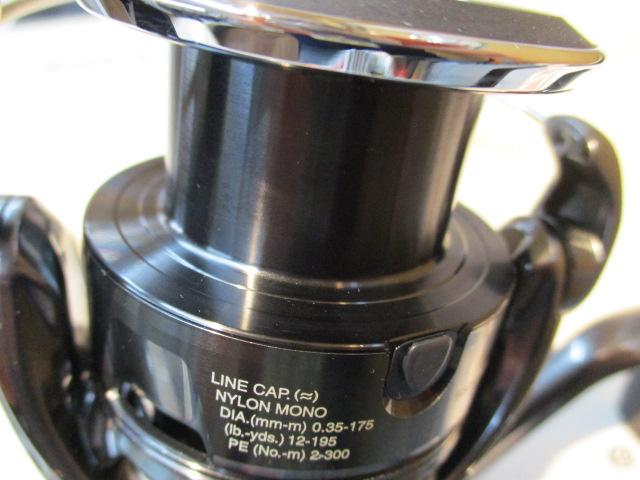 LINE CAP. (≈)
NYLON MONO
DIA.(mm-m) 0.35-175
(lb.-yds.) 12-195
PE (No.-m) 2-300